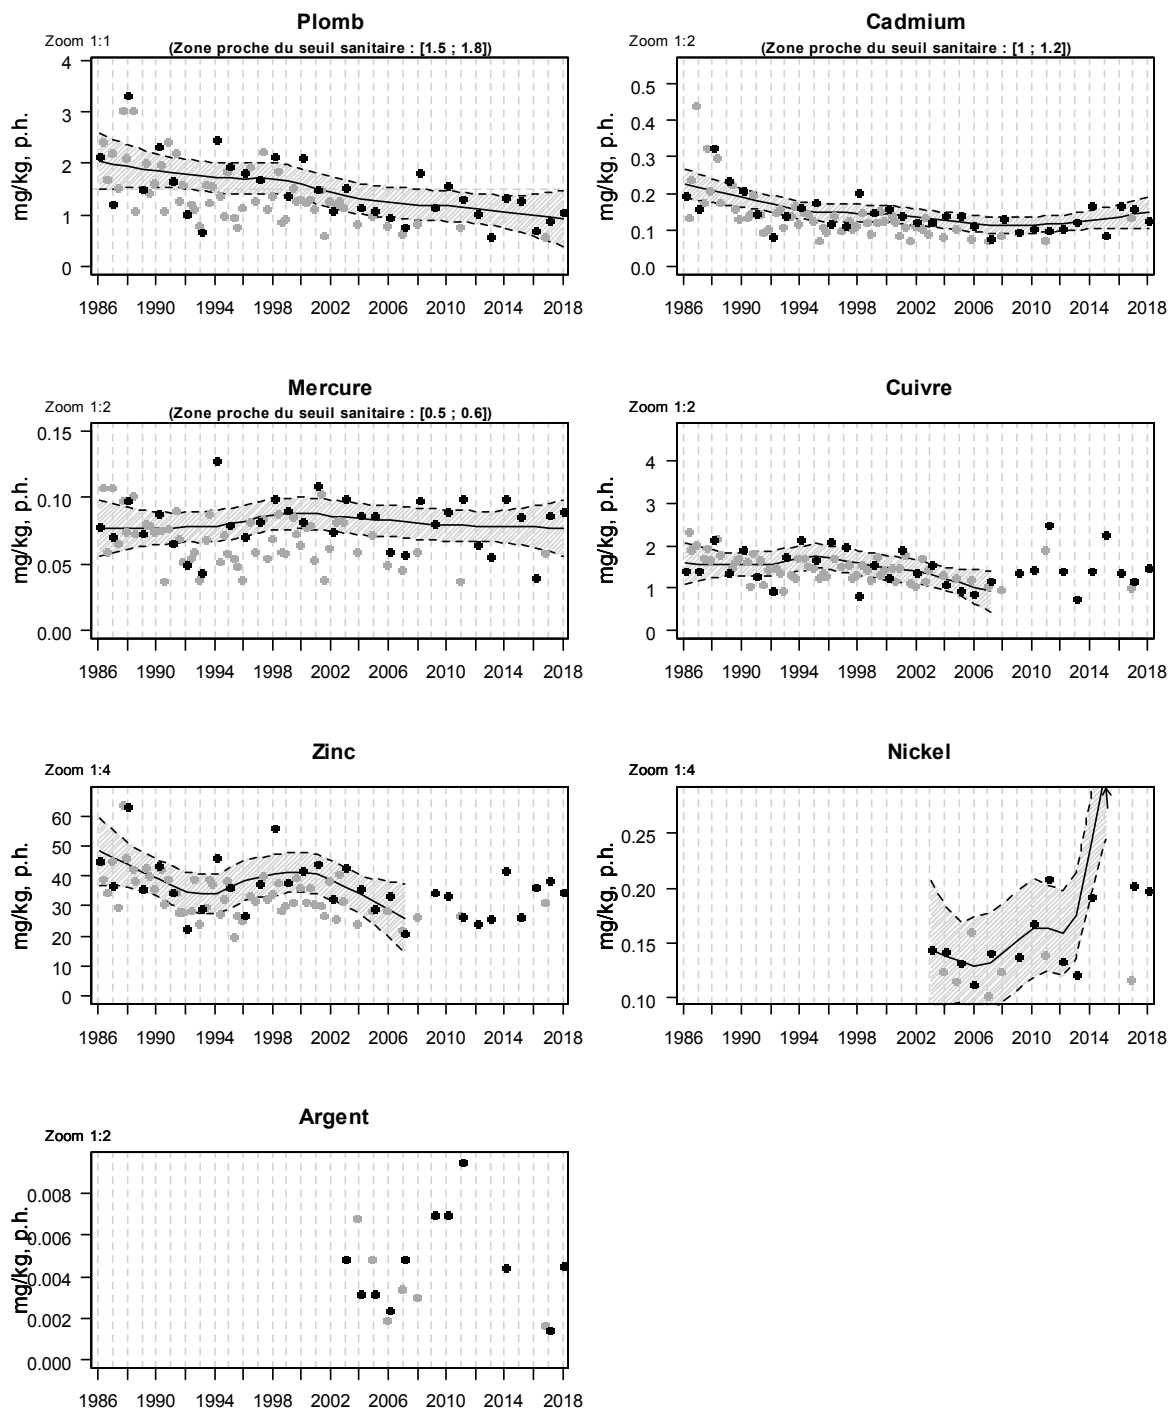 Plomb
Zoom 1:1
(Zone proche du seuil sanitaire : [1.5 ; 1.8])
mg/kg, p.h.
4
3
2
1
0
1986 1990 1994 1998 2002 2006 2010 2014 2018
Cadmium
Zoom 1:2
(Zone proche du seuil sanitaire : [1 ; 1.2])
mg/kg, p.h.
0.5
0.4
0.3
0.2
0.1
0.0
1986 1990 1994 1998 2002 2006 2010 2014 2018
Mercure
Zoom 1:2
(Zone proche du seuil sanitaire : [0.5 ; 0.6])
mg/kg, p.h.
0.15
0.10
0.05
0.00
1986 1990 1994 1998 2002 2006 2010 2014 2018
Cuivre
Zoom 1:2
mg/kg, p.h.
4
3
2
1
0
1986 1990 1994 1998 2002 2006 2010 2014 2018
Zinc
Zoom 1:4
mg/kg, p.h.
60
50
40
30
20
10
0
1986 1990 1994 1998 2002 2006 2010 2014 2018
Nickel
Zoom 1:4
mg/kg, p.h.
0.25
0.20
0.15
0.10
1986 1990 1994 1998 2002 2006 2010 2014 2018
Argent
Zoom 1:2
mg/kg, p.h.
0.008
0.006
0.004
0.002
0.000
1986 1990 1994 1998 2002 2006 2010 2014 2018